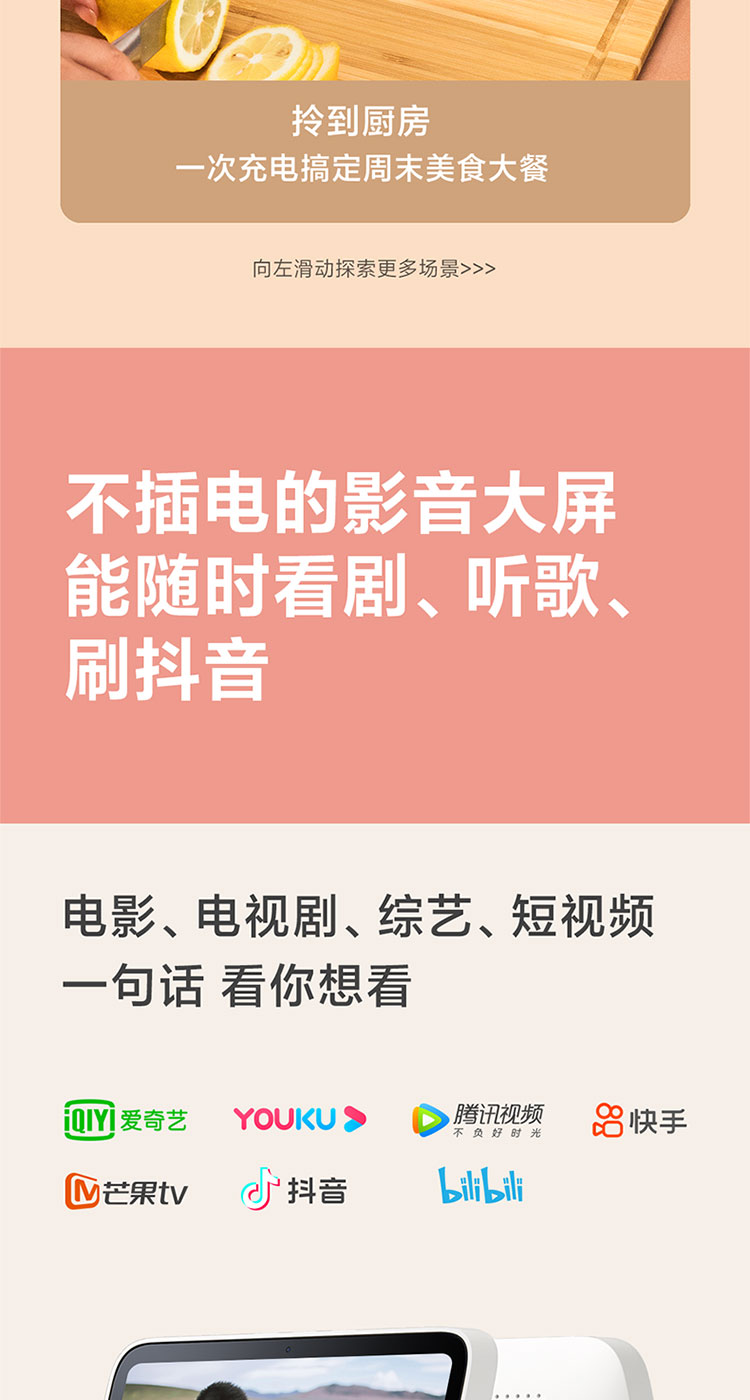 拎到厨房
一次充电搞定周末美食大餐
向左滑动探索更多场景>>>
不插电的影音大屏
能随时看剧、听歌、
刷抖音
电影、电视剧、综艺、短视频
一句话 看你想看
iQIYI 爱奇艺
YOUKU
腾讯视频
不负好时光
快手
芒果tv
抖音
bilibili